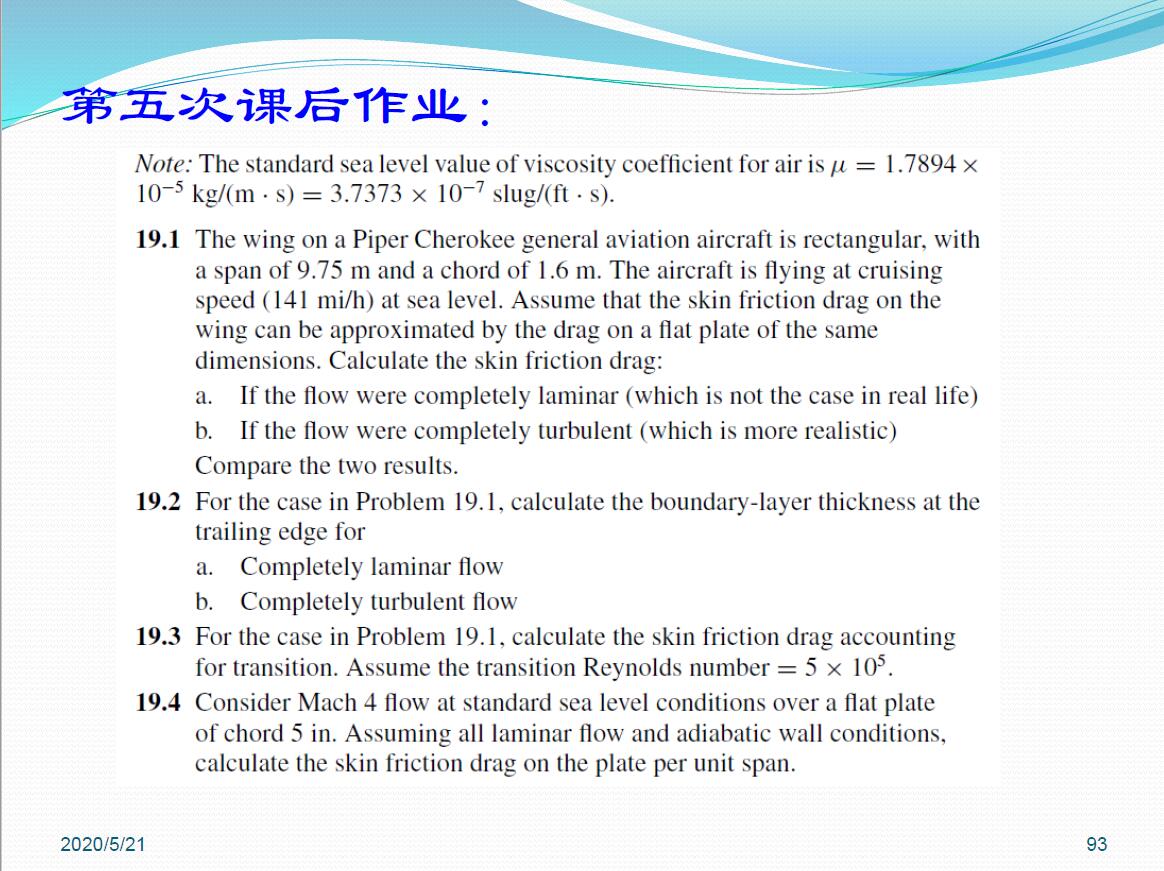 第五次课后作业：
Note: The standard sea level value of viscosity coefficient for air is μ = 1.7894 ×
10⁻⁵ kg/(m · s) = 3.7373 × 10⁻⁷ slug/(ft · s).
19.1 The wing on a Piper Cherokee general aviation aircraft is rectangular, with
a span of 9.75 m and a chord of 1.6 m. The aircraft is flying at cruising
speed (141 mi/h) at sea level. Assume that the skin friction drag on the
wing can be approximated by the drag on a flat plate of the same
dimensions. Calculate the skin friction drag:
a. If the flow were completely laminar (which is not the case in real life)
b. If the flow were completely turbulent (which is more realistic)
Compare the two results.
19.2 For the case in Problem 19.1, calculate the boundary-layer thickness at the
trailing edge for
a. Completely laminar flow
b. Completely turbulent flow
19.3 For the case in Problem 19.1, calculate the skin friction drag accounting
for transition. Assume the transition Reynolds number = 5 × 10⁵.
19.4 Consider Mach 4 flow at standard sea level conditions over a flat plate
of chord 5 in. Assuming all laminar flow and adiabatic wall conditions,
calculate the skin friction drag on the plate per unit span.
2020/5/21
93